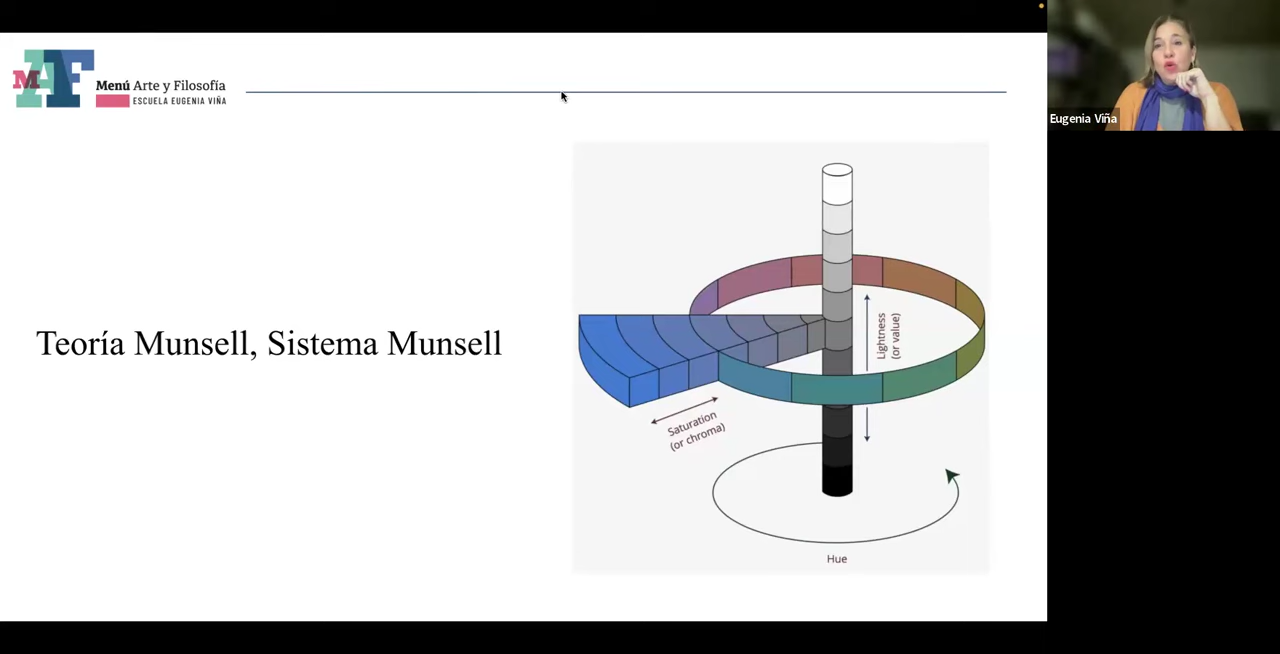 MAF
Menú Arte y Filosofía
ESCUELA EUGENIA VIÑA
Eugenia Viña
Teoría Munsell, Sistema Munsell
Lightness
(or value)
Saturation
(or chroma)
Hue